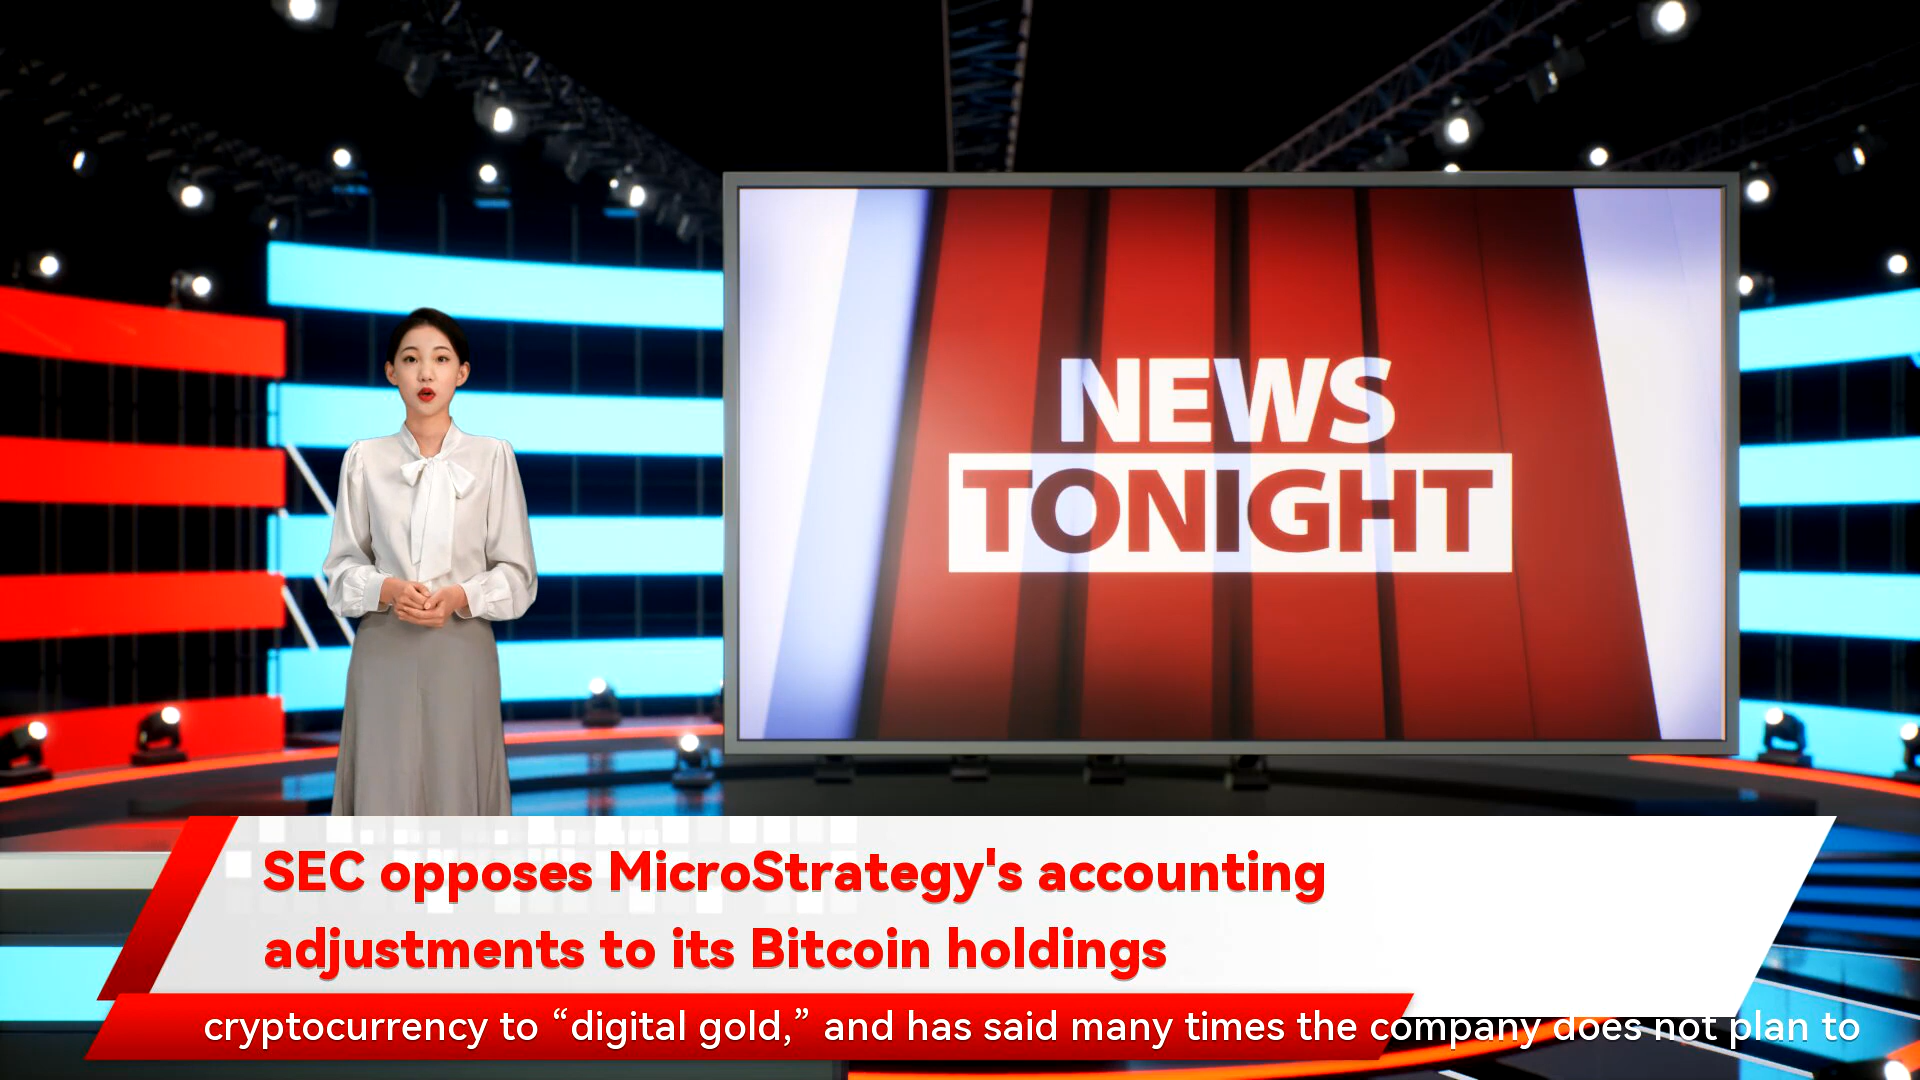 NEWS
TONIGHT
SEC opposes MicroStrategy's accounting
adjustments to its Bitcoin holdings
cryptocurrency to “digital gold,” and has said many times the company does not plan to